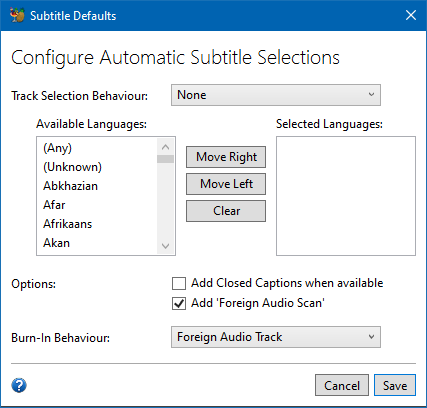 Subtitle Defaults
Configure Automatic Subtitle Selections
Track Selection Behaviour: None
Available Languages: Selected Languages:
(Any)
(Unknown)
Abkhazian
Afar
Afrikaans
Akan
Move Right
Move Left
Clear
Options: Add Closed Captions when available
Add 'Foreign Audio Scan'
Burn-In Behaviour: Foreign Audio Track
? Cancel Save